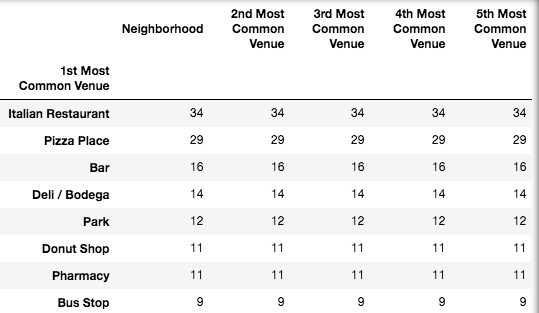 Neighborhood 2nd Most Common Venue 3rd Most Common Venue 4th Most Common Venue 5th Most Common Venue
1st Most Common Venue
Italian Restaurant 34 34 34 34 34
Pizza Place 29 29 29 29 29
Bar 16 16 16 16 16
Deli / Bodega 14 14 14 14 14
Park 12 12 12 12 12
Donut Shop 11 11 11 11 11
Pharmacy 11 11 11 11 11
Bus Stop 9 9 9 9 9